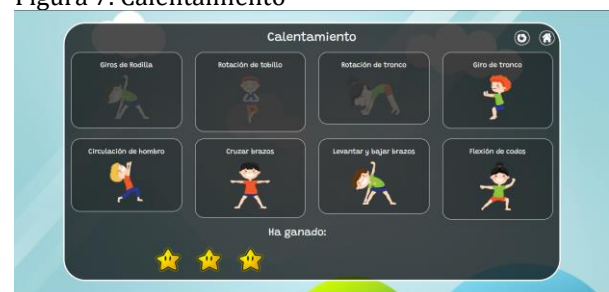 Figura 7. Calentamiento
Calentamiento
Giros de Rodilla
Rotación de tobillo
Rotación de tronco
Giro de tronco
Circulación de hombro
Cruzar brazos
Levantar y bajar brazos
Flexión de codos
Ha ganado: